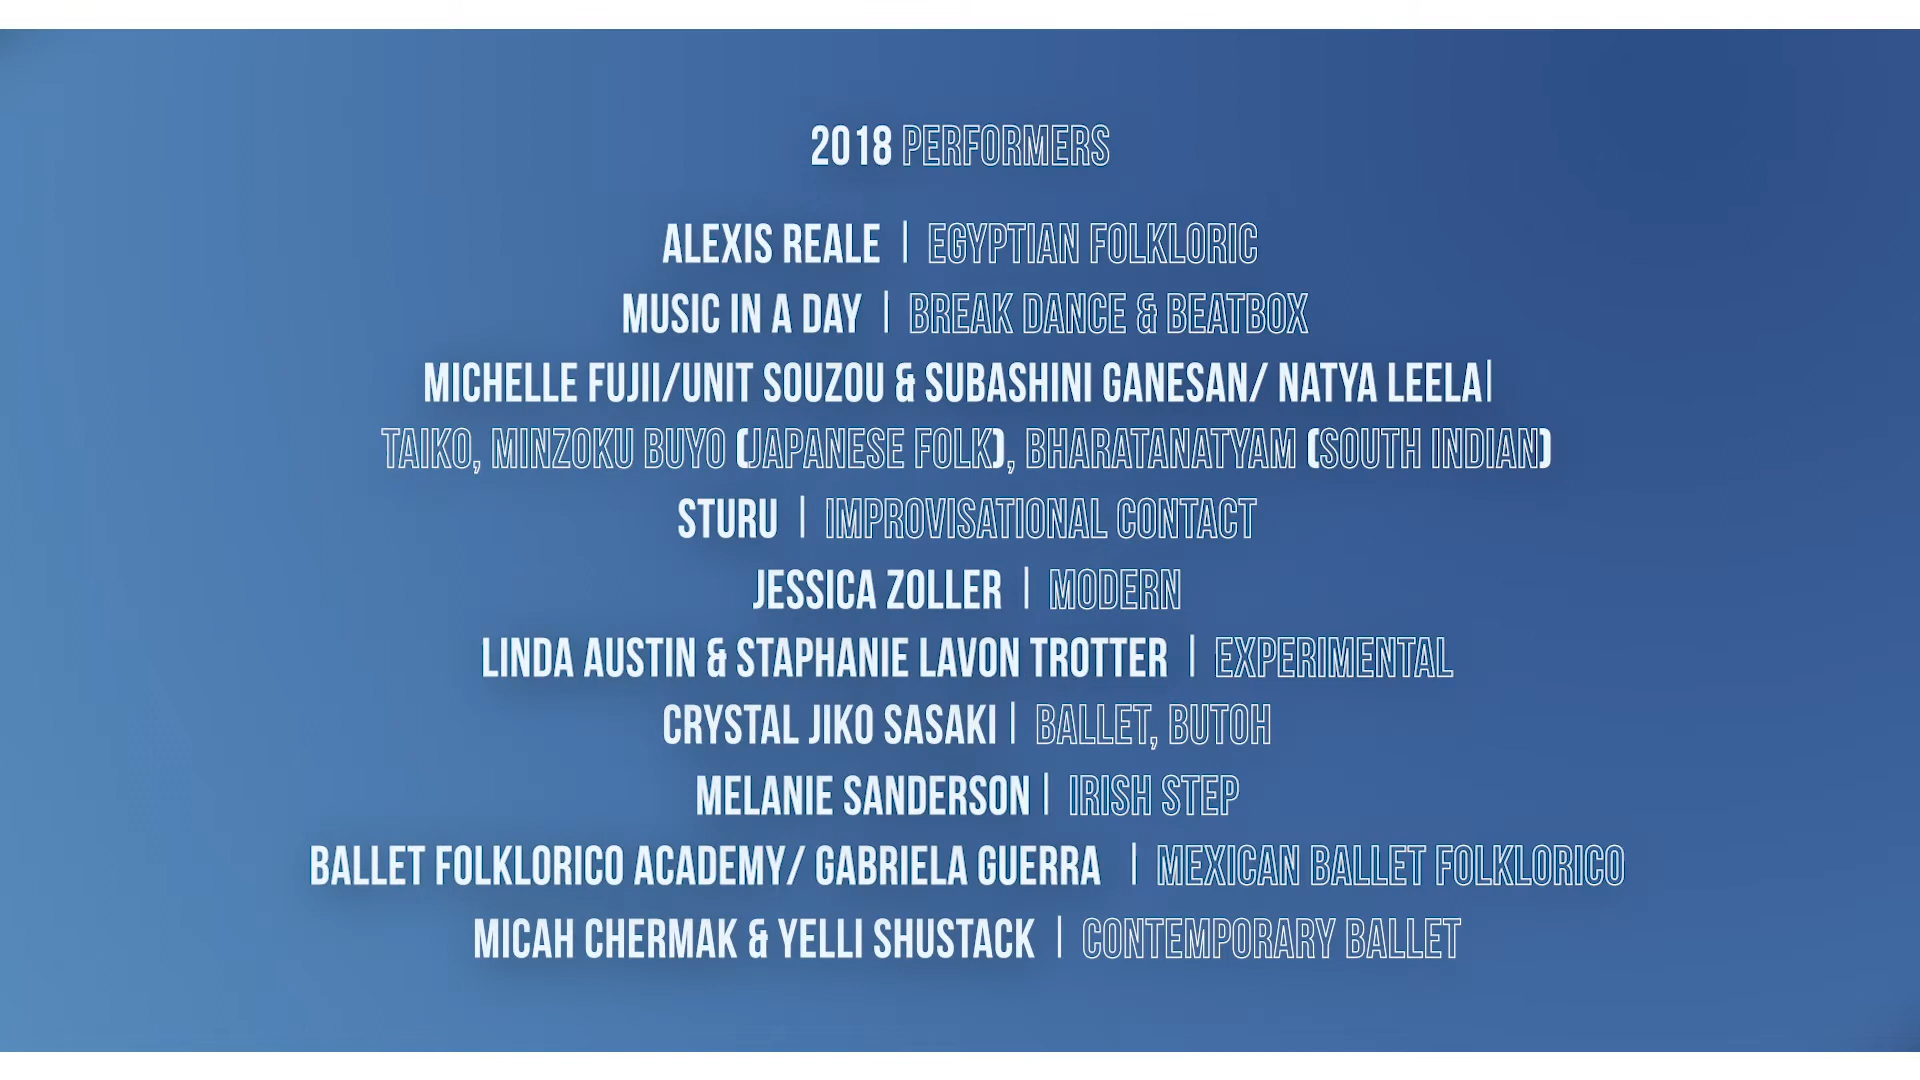 2018 PERFORMERS
ALEXIS REALE | EGYPTIAN FOLKLORIC
MUSIC IN A DAY | BREAK DANCE & BEATBOX
MICHELLE FUJII/UNIT SOUZOU & SUBASHINI GANESAN/ NATYA LEELA|
TAIKO, MINZOKU BUYO (JAPANESE FOLK), BHARATANATYAM (SOUTH INDIAN)
STURU | IMPROVISATIONAL CONTACT
JESSICA ZOLLER | MODERN
LINDA AUSTIN & STAPHANIE LAVON TROTTER | EXPERIMENTAL
CRYSTAL JIKO SASAKI | BALLET, BUTOH
MELANIE SANDERSON | IRISH STEP
BALLET FOLKLORICO ACADEMY/ GABRIELA GUERRA | MEXICAN BALLET FOLKLORICO
MICAH CHERMAK & YELLI SHUSTACK | CONTEMPORARY BALLET